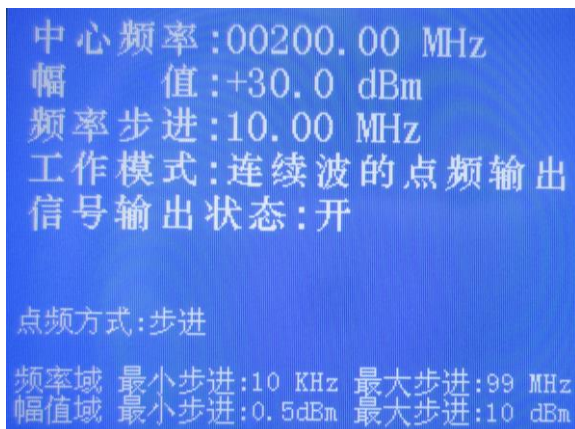 中心频率:00200.00 MHz
幅 值:+30.0 dBm
频率步进:10.00 MHz
工作模式:连续波的点频输出
信号输出状态:开
点频方式:步进
频率域 最小步进:10 KHz 最大步进:99 MHz
幅值域 最小步进:0.5dBm 最大步进:10 dBm